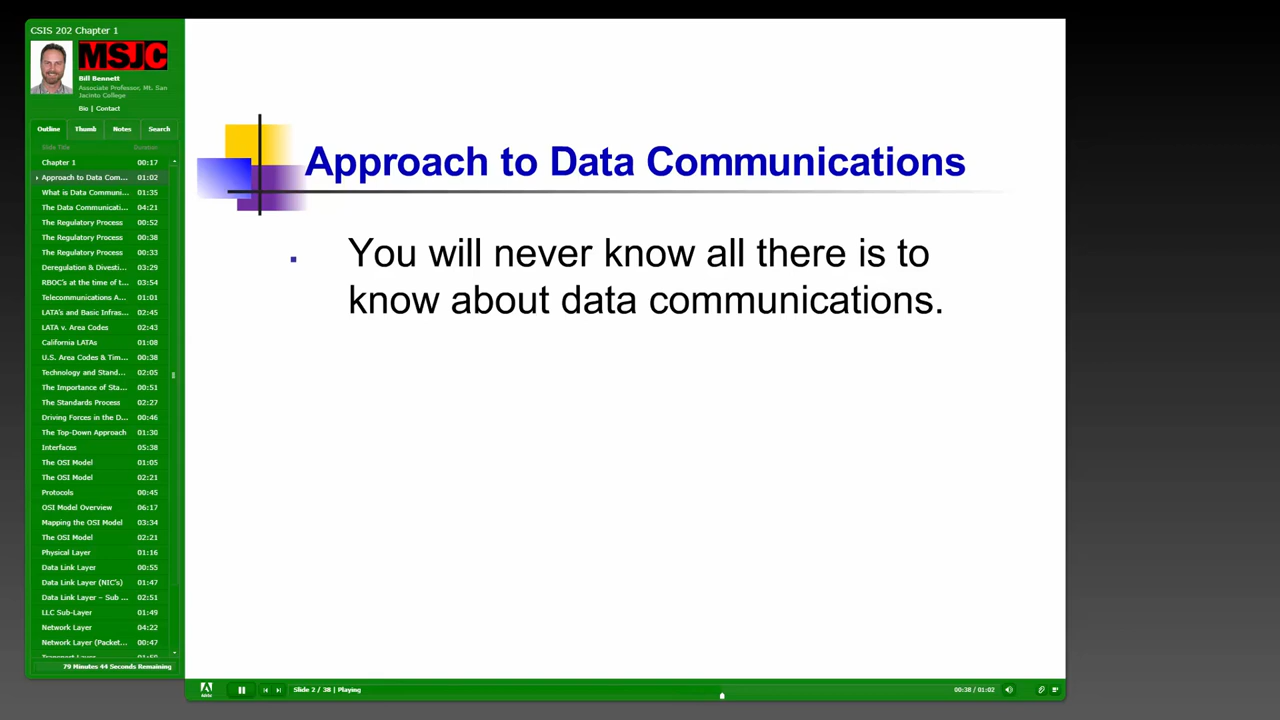 CSIS 202 Chapter 1
MSJC
Bill Bennett
Associate Professor, Mt. San
Jacinto College
Bio | Contact
Outline Thumb Notes Search
Slide Title Duration
Chapter 1 00:17
Approach to Data Com... 01:02
What is Data Communi... 01:35
The Data Communicati... 04:21
The Regulatory Process 00:52
The Regulatory Process 00:38
The Regulatory Process 00:33
Deregulation & Divesti... 03:29
RBOC's at the time of t... 03:54
Telecommunications A... 01:01
LATA's and Basic Infras... 02:45
LATA v. Area Codes 02:43
California LATAs 01:08
U.S. Area Codes & Tim... 00:38
Technology and Stand... 02:05
The Importance of Sta... 00:51
The Standards Process 02:27
Driving Forces in the D... 00:46
The Top-Down Approach 01:30
Interfaces 05:38
The OSI Model 01:05
The OSI Model 02:21
Protocols 00:45
OSI Model Overview 06:17
Mapping the OSI Model 03:34
The OSI Model 02:21
Physical Layer 01:16
Data Link Layer 00:55
Data Link Layer (NIC's) 01:47
Data Link Layer – Sub ... 02:51
LLC Sub-Layer 01:49
Network Layer 04:22
Network Layer (Packet... 00:47
79 Minutes 44 Seconds Remaining
Approach to Data Communications
You will never know all there is to
know about data communications.
Slide 2 / 38 | Playing
00:38 / 01:02